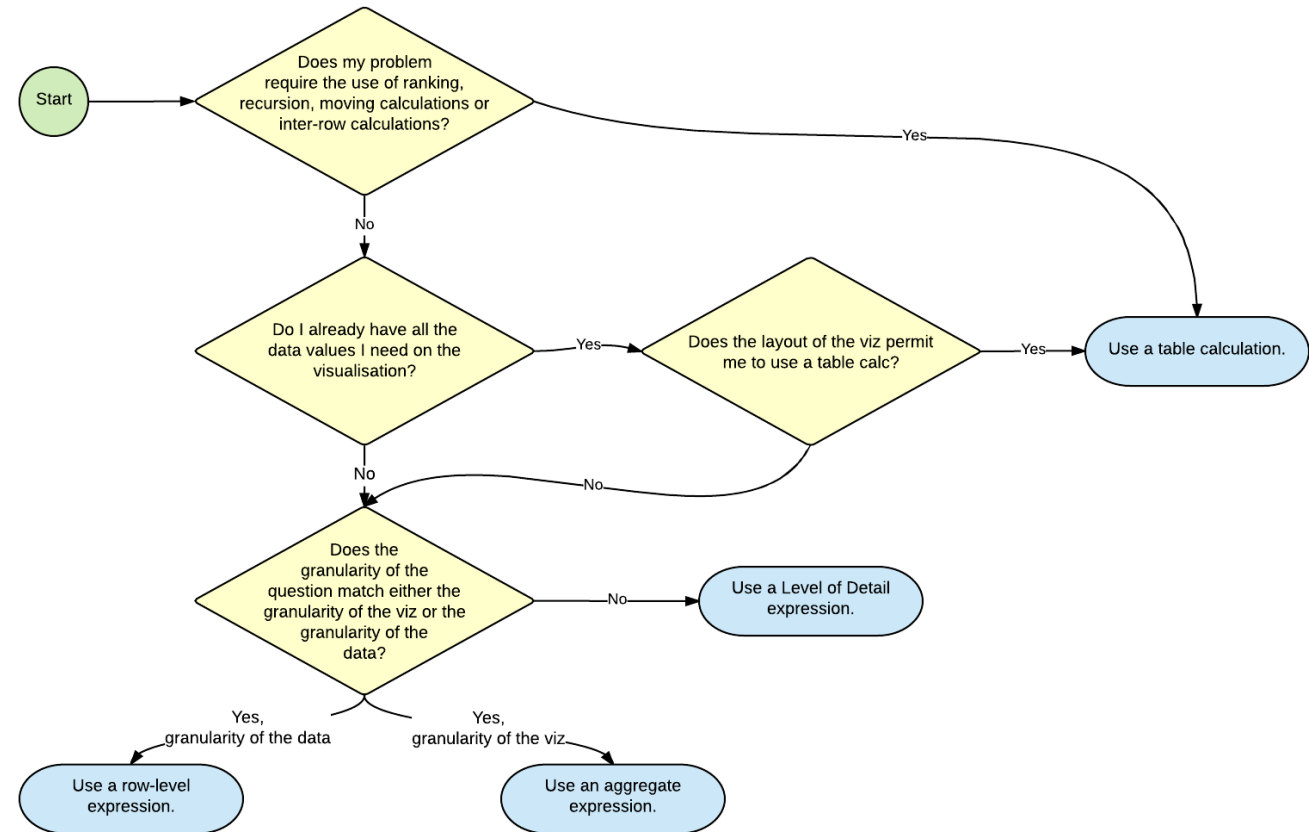 Start
Does my problem
require the use of ranking,
recursion, moving calculations or
inter-row calculations?
Yes
No
Do I already have all the
data values I need on the
visualisation?
Yes
Does the layout of the viz permit
me to use a table calc?
Yes
Use a table calculation.
No
No
Does the
granularity of the
question match either the
granularity of the viz or the
granularity of the
data?
No
Use a Level of Detail
expression.
Yes,
granularity of the data
Yes,
granularity of the viz
Use a row-level
expression.
Use an aggregate
expression.